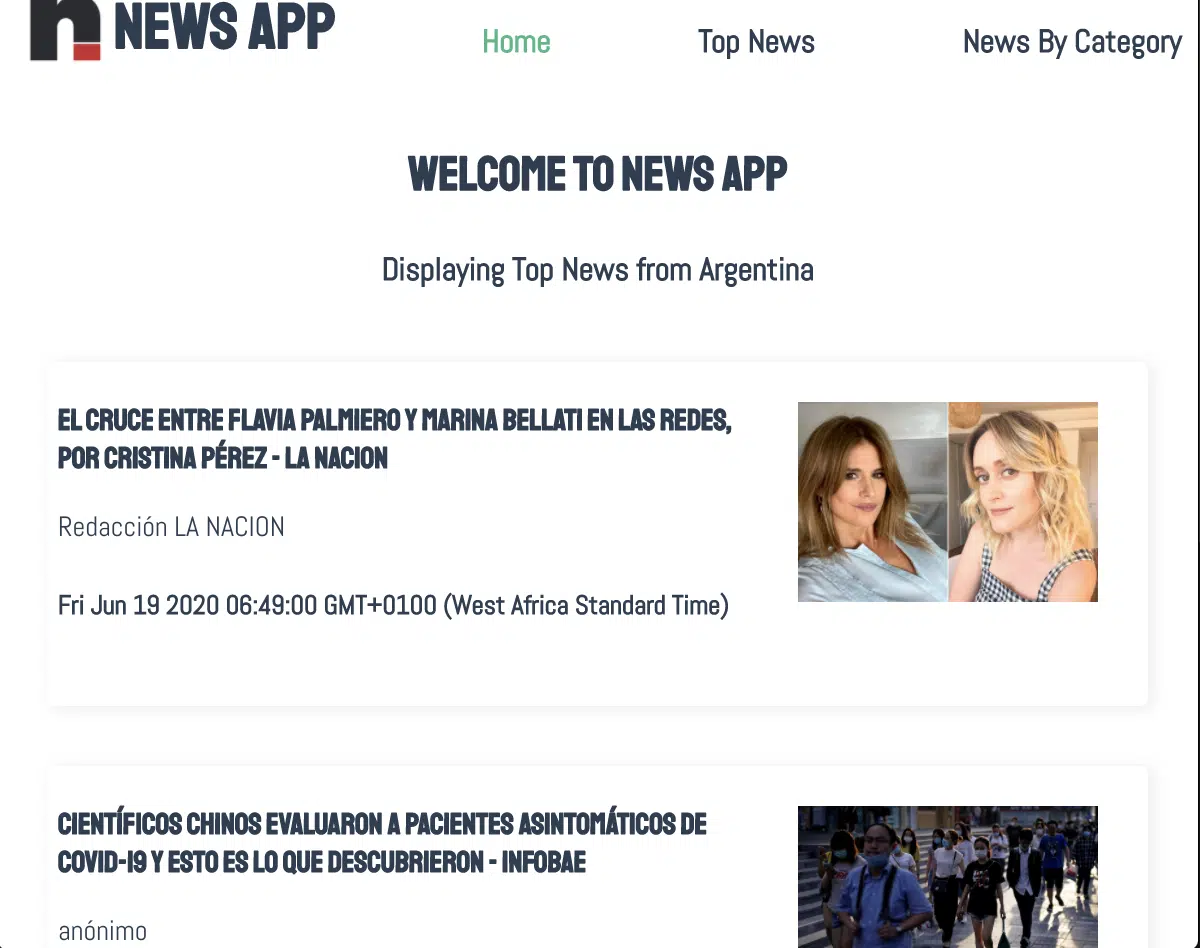 n NEWS APP
Home
Top News
News By Category
WELCOME TO NEWS APP
Displaying Top News from Argentina
EL CRUCE ENTRE FLAVIA PALMIERO Y MARINA BELLATI EN LAS REDES,
POR CRISTINA PÉREZ - LA NACION
Redacción LA NACION
Fri Jun 19 2020 06:49:00 GMT+0100 (West Africa Standard Time)
CIENTÍFICOS CHINOS EVALUARON A PACIENTES ASINTOMÁTICOS DE
COVID-19 Y ESTO ES LO QUE DESCUBRIERON - INFOBAE
anónimo